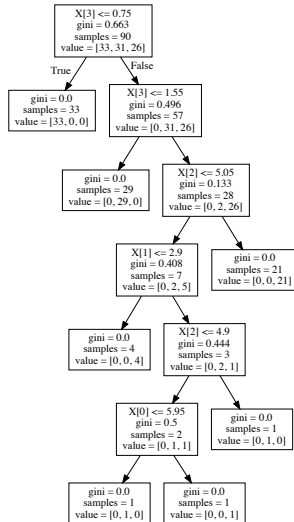 X[3] <= 0.75
gini = 0.663
samples = 90
value = [33, 31, 26]
True
False
gini = 0.0
samples = 33
value = [33, 0, 0]
X[3] <= 1.55
gini = 0.496
samples = 57
value = [0, 31, 26]
gini = 0.0
samples = 29
value = [0, 29, 0]
X[2] <= 5.05
gini = 0.133
samples = 28
value = [0, 2, 26]
X[1] <= 2.9
gini = 0.408
samples = 7
value = [0, 2, 5]
gini = 0.0
samples = 21
value = [0, 0, 21]
gini = 0.0
samples = 4
value = [0, 0, 4]
X[2] <= 4.9
gini = 0.444
samples = 3
value = [0, 2, 1]
X[0] <= 5.95
gini = 0.5
samples = 2
value = [0, 1, 1]
gini = 0.0
samples = 1
value = [0, 1, 0]
gini = 0.0
samples = 1
value = [0, 1, 0]
gini = 0.0
samples = 1
value = [0, 0, 1]